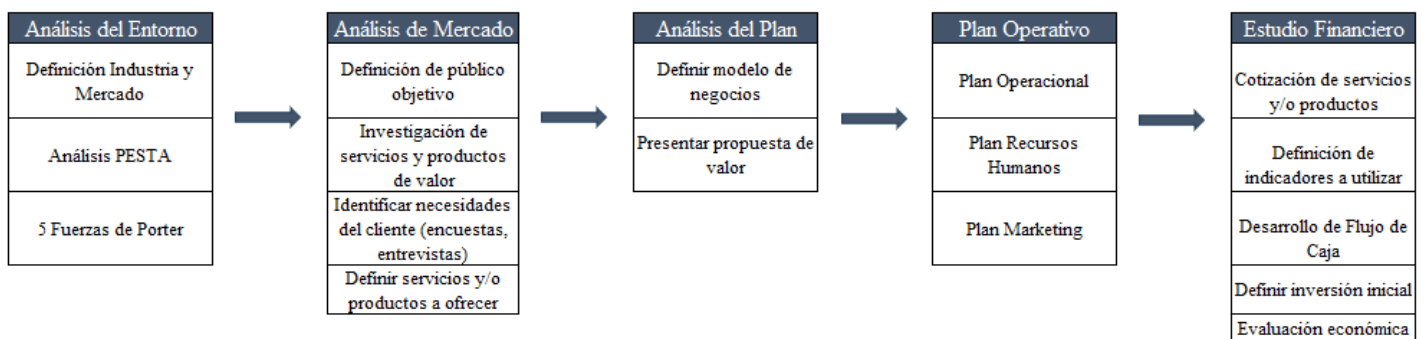 Análisis del Entorno
Definición Industria y
Mercado
Análisis PESTA
5 Fuerzas de Porter
Análisis de Mercado
Definición de público
objetivo
Investigación de
servicios y productos
de valor
Identificar necesidades
del cliente (encuestas,
entrevistas)
Definir servicios y/o
productos a ofrecer
Análisis del Plan
Definir modelo de
negocios
Presentar propuesta de
valor
Plan Operativo
Plan Operacional
Plan Recursos
Humanos
Plan Marketing
Estudio Financiero
Cotización de servicios
y/o productos
Definición de
indicadores a utilizar
Desarrollo de Flujo de
Caja
Definir inversión inicial
Evaluación económica